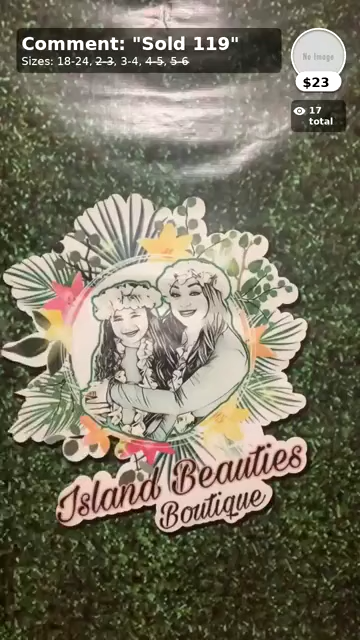 Comment: "Sold 119"
Sizes: 18-24, 2-3, 3-4, 4-5, 5-6
No Image
$23
17
total
Island Beauties
Boutique